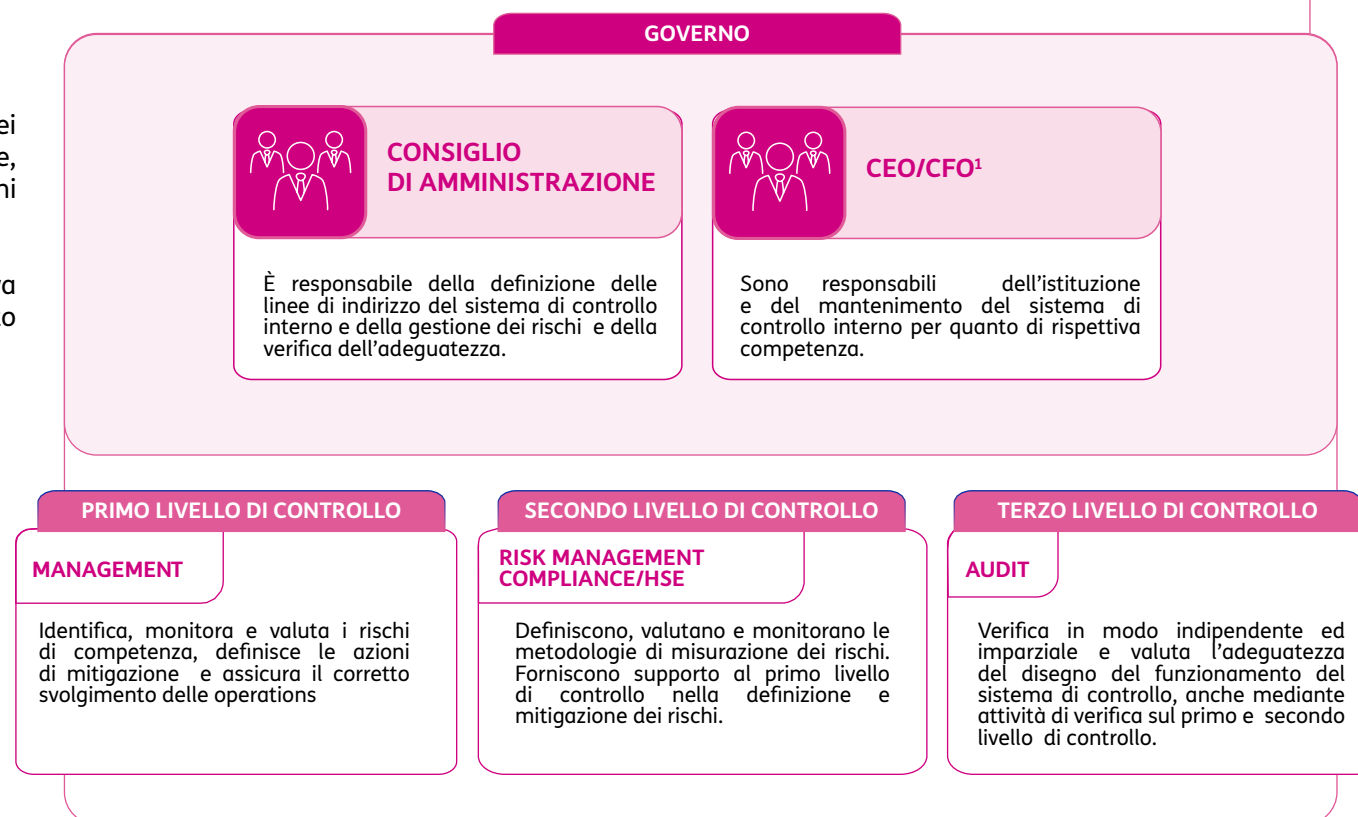 ei
e,
ni
a
o
GOVERNO
CONSIGLIO
DI AMMINISTRAZIONE
È responsabile della definizione delle
linee di indirizzo del sistema di controllo
interno e della gestione dei rischi e della
verifica dell'adeguatezza.
CEO/CFO¹
Sono responsabili dell'istituzione
e del mantenimento del sistema di
controllo interno per quanto di rispettiva
competenza.
PRIMO LIVELLO DI CONTROLLO
MANAGEMENT
Identifica, monitora e valuta i rischi
di competenza, definisce le azioni
di mitigazione e assicura il corretto
svolgimento delle operations
SECONDO LIVELLO DI CONTROLLO
RISK MANAGEMENT
COMPLIANCE/HSE
Definiscono, valutano e monitorano le
metodologie di misurazione dei rischi.
Forniscono supporto al primo livello
di controllo nella definizione e
mitigazione dei rischi.
TERZO LIVELLO DI CONTROLLO
AUDIT
Verifica in modo indipendente ed
imparziale e valuta l'adeguatezza
del disegno del funzionamento del
sistema di controllo, anche mediante
attività di verifica sul primo e secondo
livello di controllo.